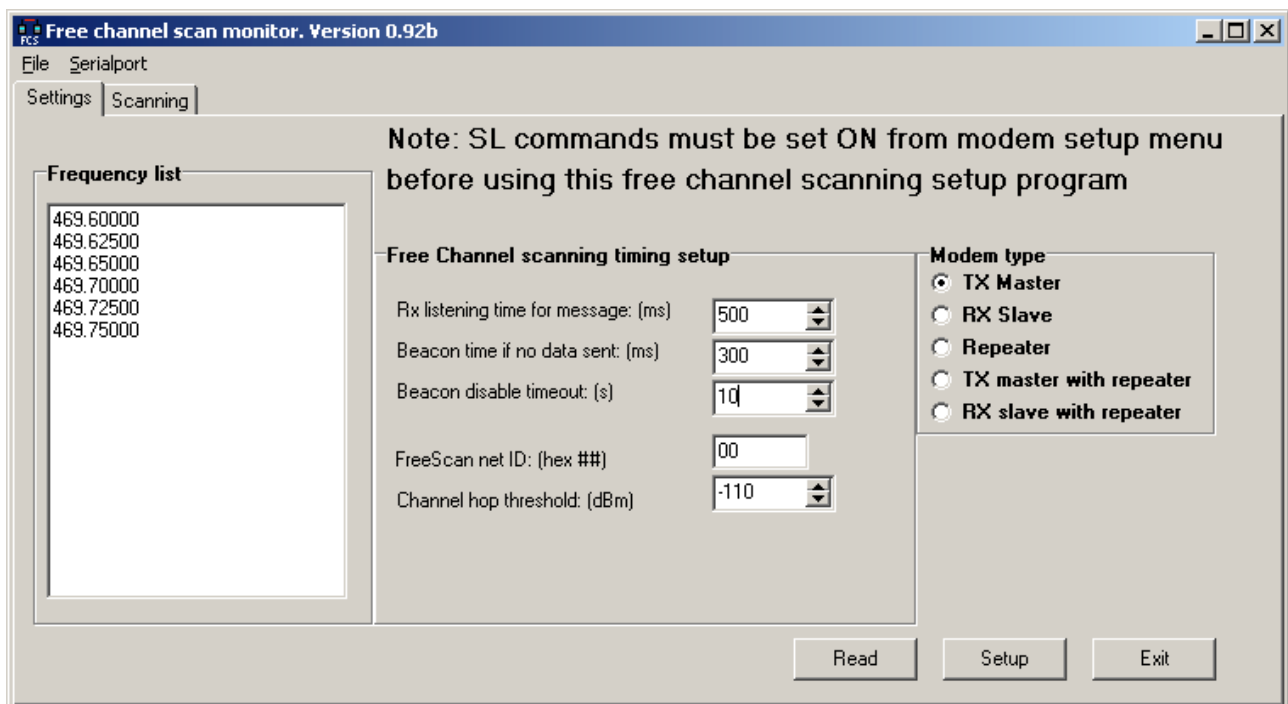 FCS
Free channel scan monitor. Version 0.92b
File Serialport
Settings Scanning
Note: SL commands must be set ON from modem setup menu
before using this free channel scanning setup program
Frequency list
469.60000
469.62500
469.65000
469.70000
469.72500
469.75000
Free Channel scanning timing setup
Rx listening time for message: (ms) 500
Beacon time if no data sent: (ms) 300
Beacon disable timeout: (s) 10
FreeScan net ID: (hex ##) 00
Channel hop threshold: (dBm) -110
Modem type
TX Master
RX Slave
Repeater
TX master with repeater
RX slave with repeater
Read Setup Exit